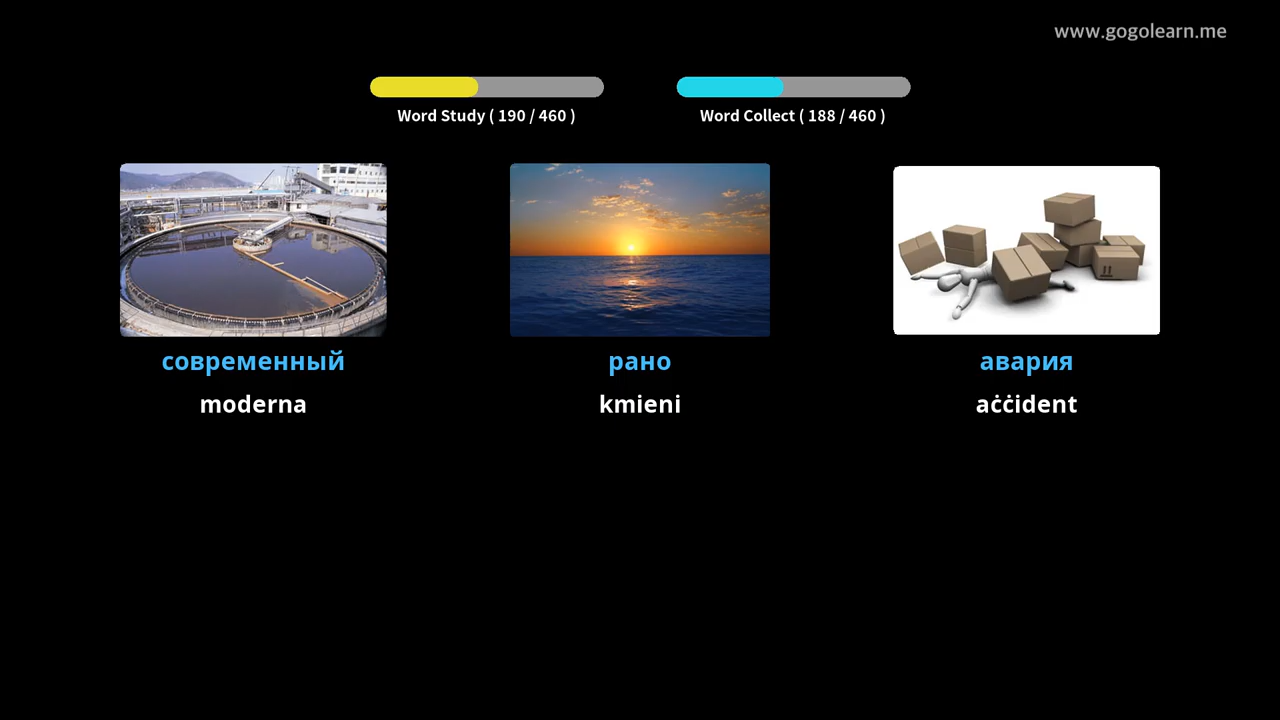 www.gogolearn.me
Word Study ( 190 / 460 )
Word Collect ( 188 / 460 )
современный
рано
авария
moderna
kmieni
aċċident